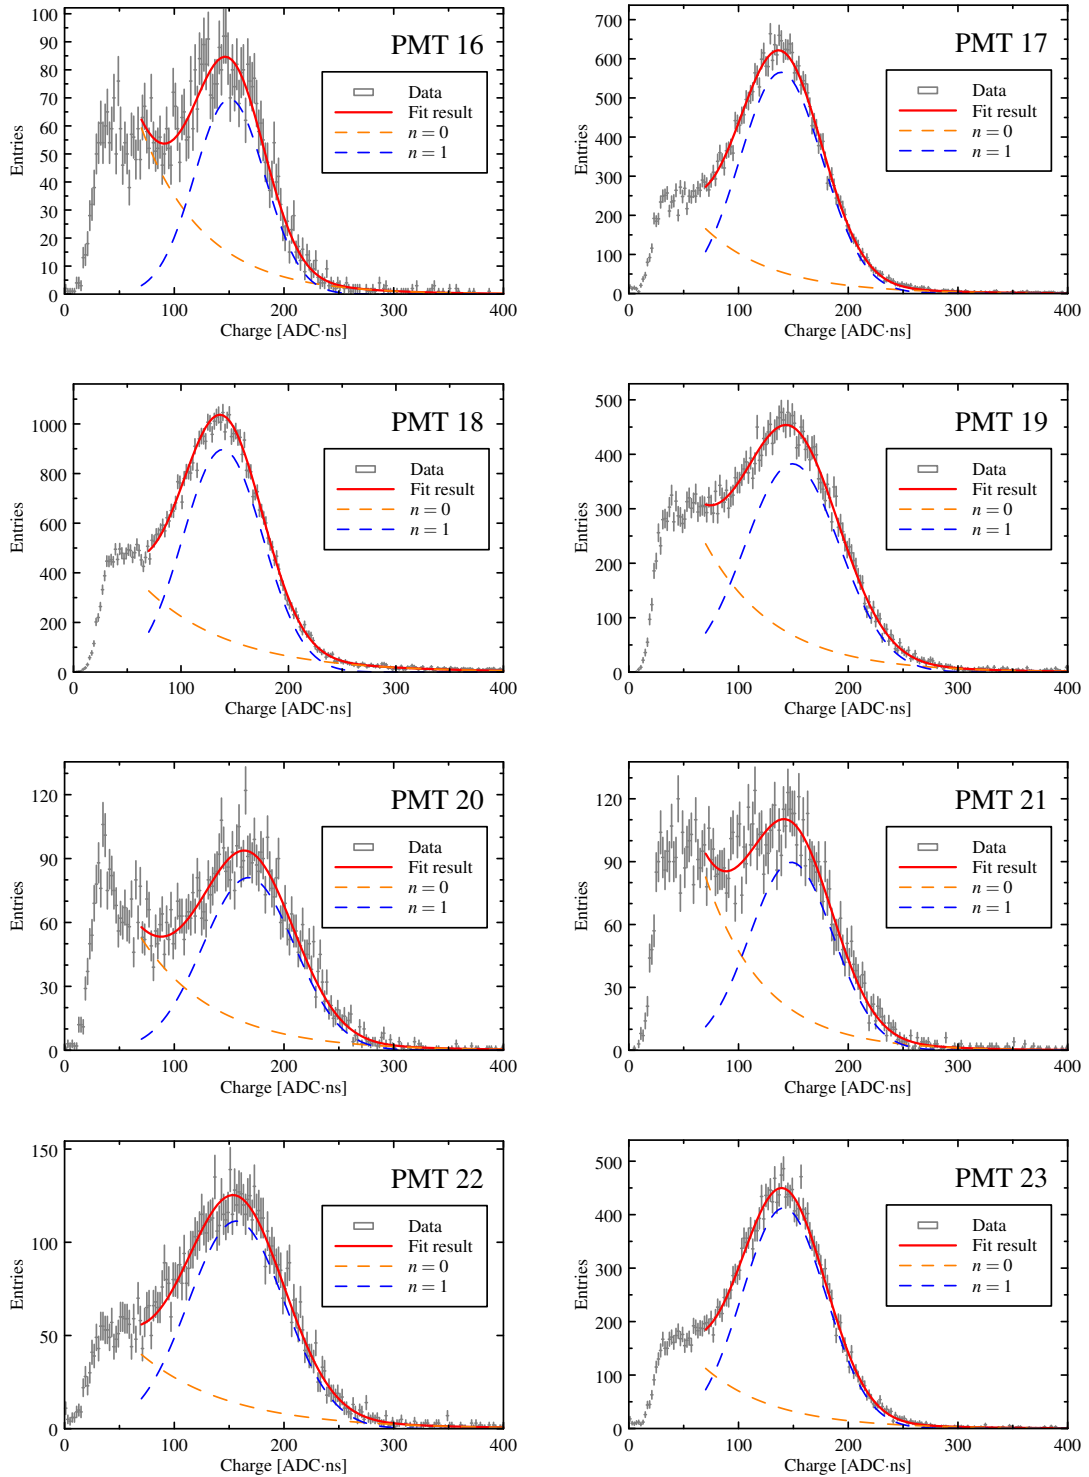 PMT 16
Entries
100
90
80
70
60
50
40
30
20
10
0
Data
Fit result
n = 0
n = 1
0 100 200 300 400
Charge [ADC·ns]
PMT 17
Entries
700
600
500
400
300
200
100
0
Data
Fit result
n = 0
n = 1
0 100 200 300 400
Charge [ADC·ns]
PMT 18
Entries
1000
800
600
400
200
0
Data
Fit result
n = 0
n = 1
0 100 200 300 400
Charge [ADC·ns]
PMT 19
Entries
500
400
300
200
100
0
Data
Fit result
n = 0
n = 1
0 100 200 300 400
Charge [ADC·ns]
PMT 20
Entries
120
90
60
30
0
Data
Fit result
n = 0
n = 1
0 100 200 300 400
Charge [ADC·ns]
PMT 21
Entries
120
90
60
30
0
Data
Fit result
n = 0
n = 1
0 100 200 300 400
Charge [ADC·ns]
PMT 22
Entries
150
100
50
0
Data
Fit result
n = 0
n = 1
0 100 200 300 400
Charge [ADC·ns]
PMT 23
Entries
500
400
300
200
100
0
Data
Fit result
n = 0
n = 1
0 100 200 300 400
Charge [ADC·ns]